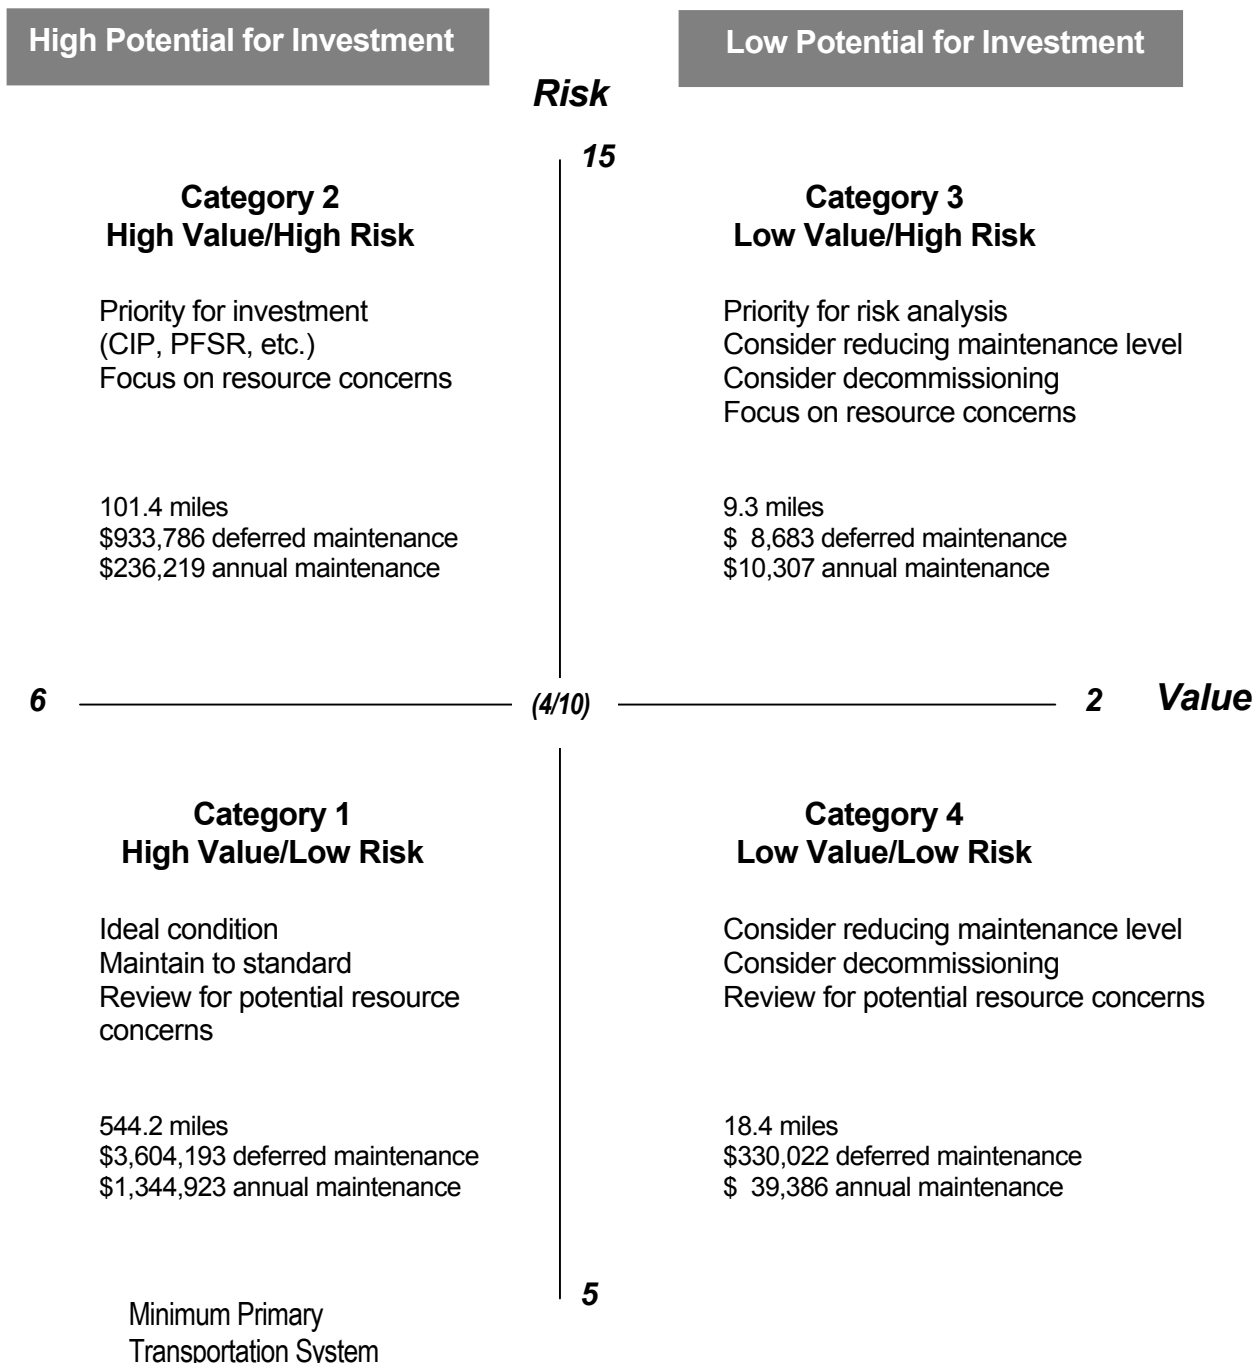 High Potential for Investment
Low Potential for Investment
Risk
15
Category 2
High Value/High Risk
Priority for investment
(CIP, PFSR, etc.)
Focus on resource concerns
101.4 miles
$933,786 deferred maintenance
$236,219 annual maintenance
Category 3
Low Value/High Risk
Priority for risk analysis
Consider reducing maintenance level
Consider decommissioning
Focus on resource concerns
9.3 miles
$ 8,683 deferred maintenance
$10,307 annual maintenance
6
(4/10)
2
Value
Category 1
High Value/Low Risk
Ideal condition
Maintain to standard
Review for potential resource
concerns
544.2 miles
$3,604,193 deferred maintenance
$1,344,923 annual maintenance
Category 4
Low Value/Low Risk
Consider reducing maintenance level
Consider decommissioning
Review for potential resource concerns
18.4 miles
$330,022 deferred maintenance
$ 39,386 annual maintenance
5
Minimum Primary
Transportation System